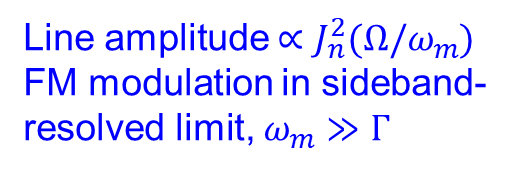 Line amplitude ∝ J_n^2(Ω/ω_m)
FM modulation in sideband-
resolved limit, ω_m ≫ Γ